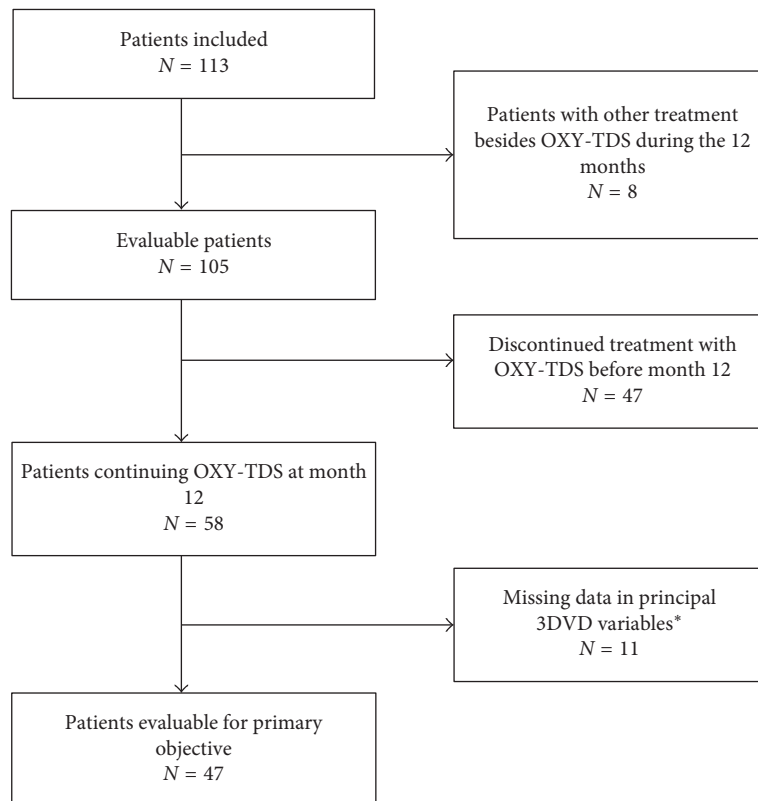 Patients included
N = 113
Patients with other treatment
besides OXY-TDS during the 12
months
N = 8
Evaluable patients
N = 105
Discontinued treatment with
OXY-TDS before month 12
N = 47
Patients continuing OXY-TDS at month
12
N = 58
Missing data in principal
3DVD variables*
N = 11
Patients evaluable for primary
objective
N = 47